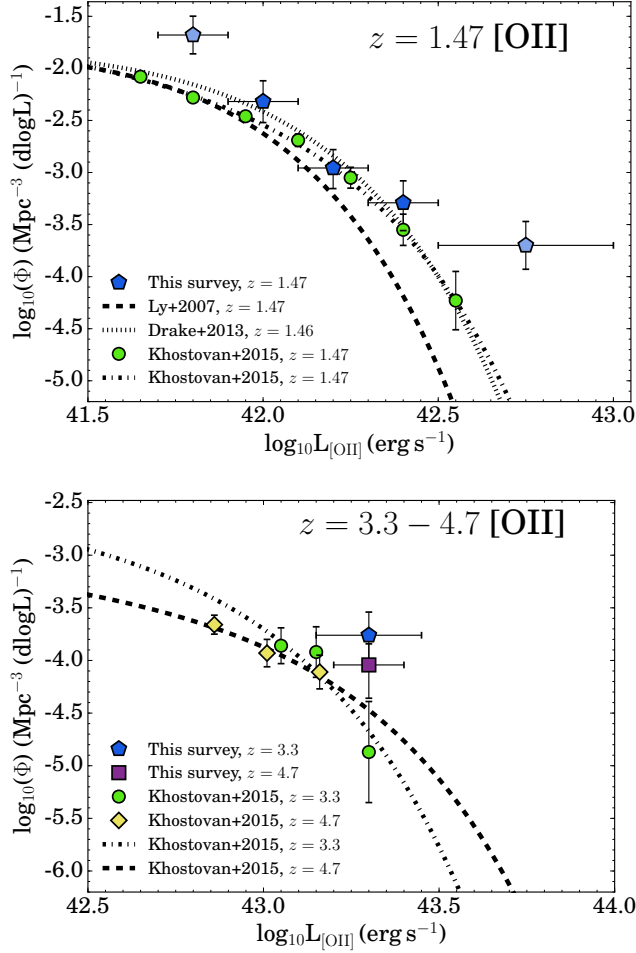 z = 1.47 [OII]
-1.0
-1.5
-2.0
-2.5
-3.0
-3.5
-4.0
-4.5
-5.0
log₁₀(Φ) (Mpc⁻³ (dlogL)⁻¹)
This survey, z = 1.47
Ly+2007, z = 1.47
Drake+2013, z = 1.46
Khostovan+2015, z = 1.47
Khostovan+2015, z = 1.47
41.5 42.0 42.5 43.0
log₁₀L[OII] (erg s⁻¹)
z = 3.3 − 4.7 [OII]
-2.5
-3.0
-3.5
-4.0
-4.5
-5.0
-5.5
-6.0
log₁₀(Φ) (Mpc⁻³ (dlogL)⁻¹)
This survey, z = 3.3
This survey, z = 4.7
Khostovan+2015, z = 3.3
Khostovan+2015, z = 4.7
Khostovan+2015, z = 3.3
Khostovan+2015, z = 4.7
42.5 43.0 43.5 44.0
log₁₀L[OII] (erg s⁻¹)